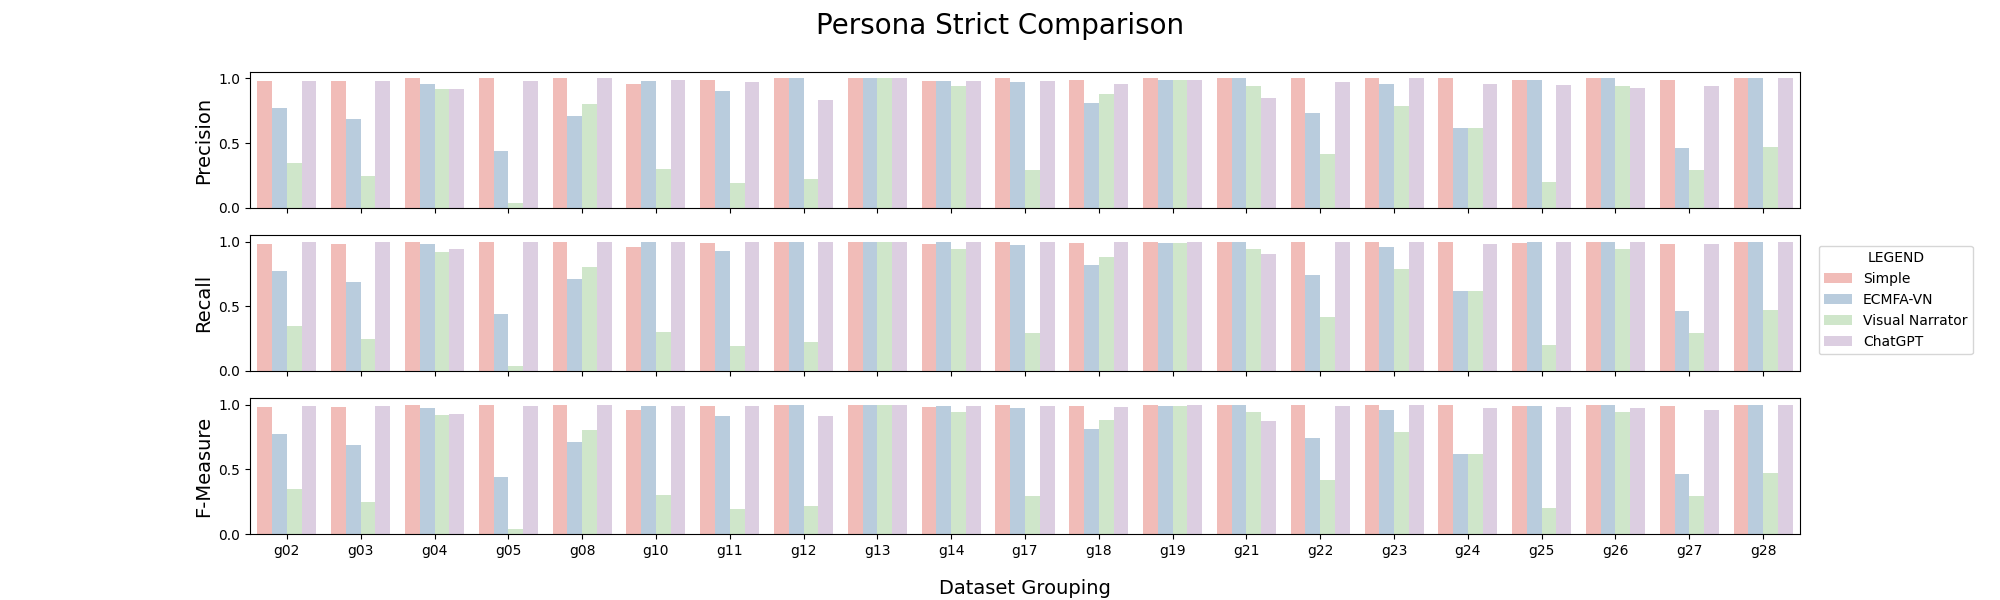 Persona Strict Comparison
Precision
1.0
0.5
0.0
Recall
1.0
0.5
0.0
F-Measure
1.0
0.5
0.0
g02 g03 g04 g05 g08 g10 g11 g12 g13 g14 g17 g18 g19 g21 g22 g23 g24 g25 g26 g27 g28
Dataset Grouping
LEGEND
Simple
ECMFA-VN
Visual Narrator
ChatGPT